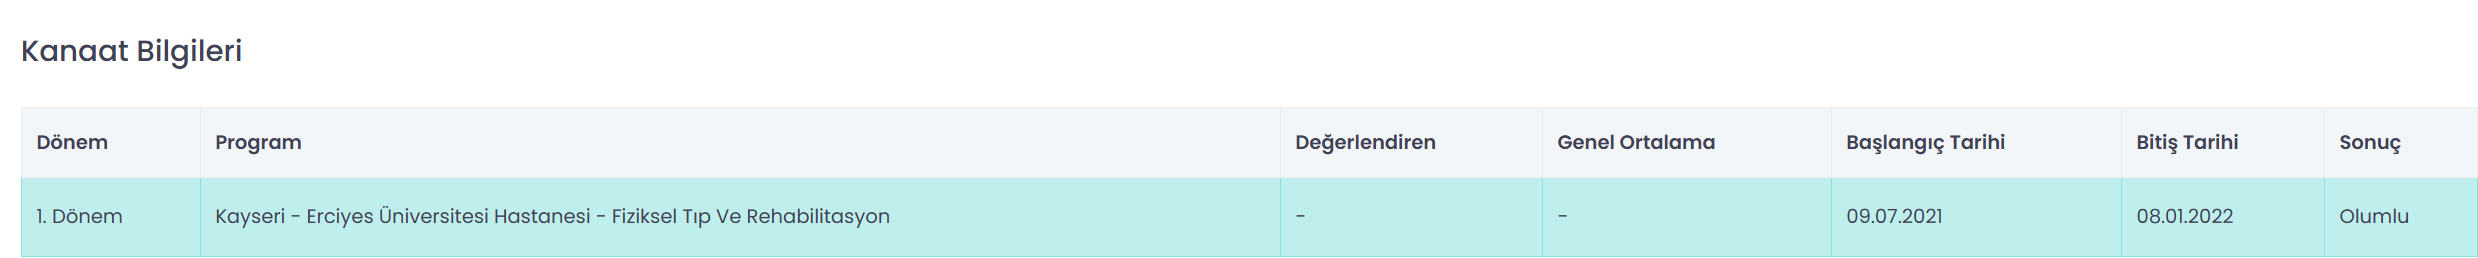 Kanaat Bilgileri
Dönem Program Değerlendiren Genel Ortalama Başlangıç Tarihi Bitiş Tarihi Sonuç
1. Dönem Kayseri - Erciyes Üniversitesi Hastanesi - Fiziksel Tıp Ve Rehabilitasyon - - 09.07.2021 08.01.2022 Olumlu